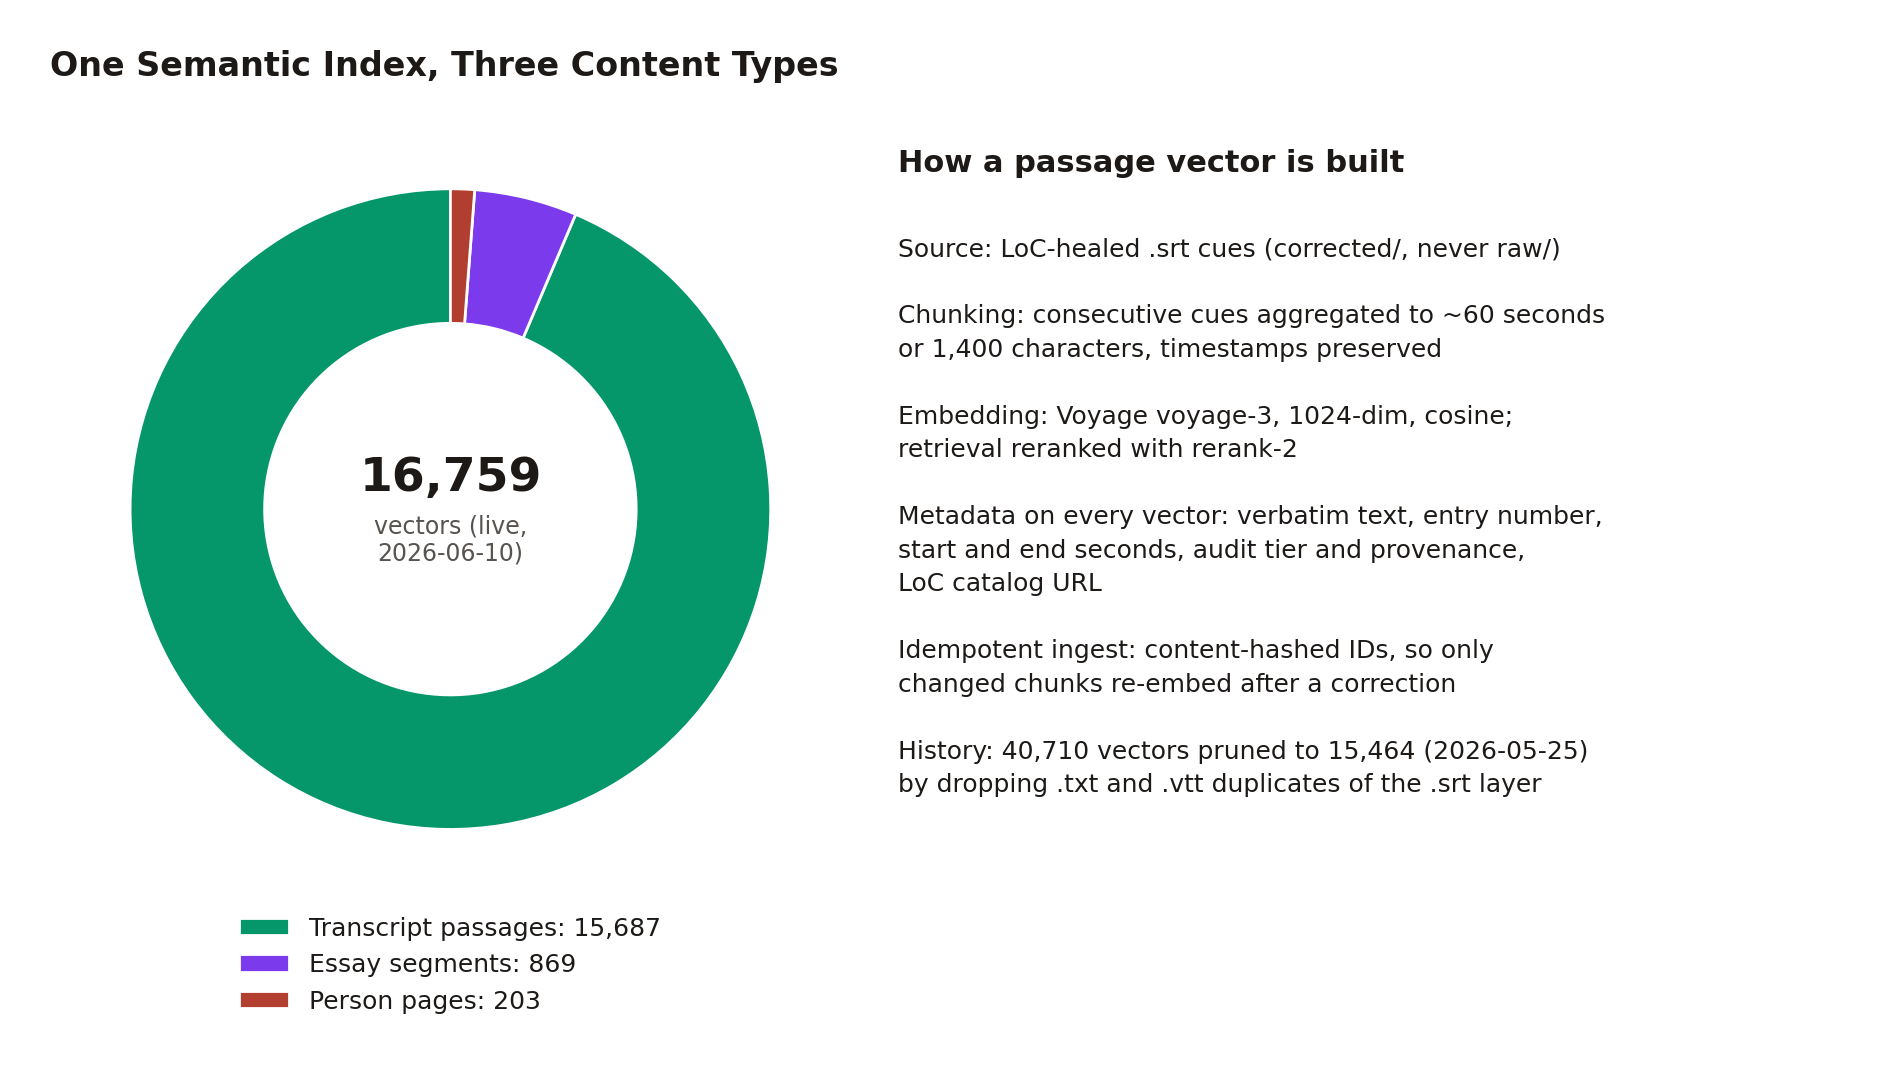 One Semantic Index, Three Content Types
16,759
vectors (live,
2026-06-10)
Transcript passages: 15,687
Essay segments: 869
Person pages: 203
How a passage vector is built
Source: LoC-healed .srt cues (corrected/, never raw/)
Chunking: consecutive cues aggregated to ~60 seconds
or 1,400 characters, timestamps preserved
Embedding: Voyage voyage-3, 1024-dim, cosine;
retrieval reranked with rerank-2
Metadata on every vector: verbatim text, entry number,
start and end seconds, audit tier and provenance,
LoC catalog URL
Idempotent ingest: content-hashed IDs, so only
changed chunks re-embed after a correction
History: 40,710 vectors pruned to 15,464 (2026-05-25)
by dropping .txt and .vtt duplicates of the .srt layer